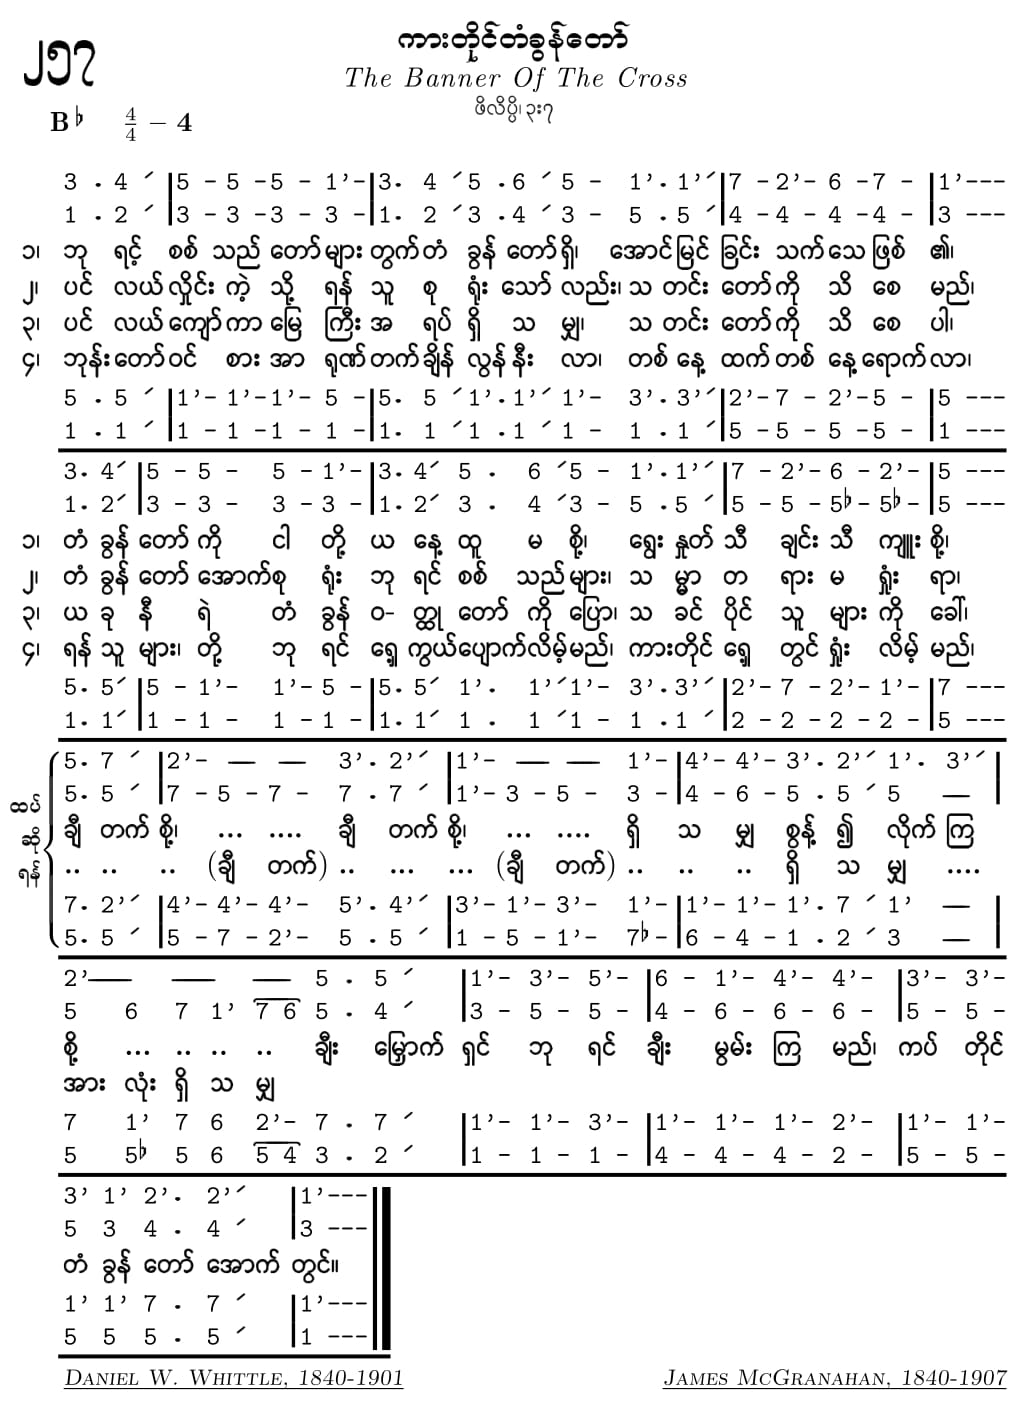 ၂၅၇
ကားတိုင်တံခွန်တော်
The Banner Of The Cross
ဖိလိပ္ပိ၊ ၃း၇
B♭ 4/4 – 4
3 . 4 ՛ |5 - 5 -5 - 1’-|3. 4 ՛5 .6 ՛5 - 1’.1’՛|7 -2’- 6 -7 - |1’---
1 . 2 ՛ |3 - 3 -3 - 3 -|1. 2 ՛3 .4 ՛3 - 5 .5 ՛|4 -4 - 4 -4 - |3 ---
၁၊ ဘု ရင့် စစ် သည် တော်များ တွက်တံ ခွန် တော်ရှိ၊ အောင်မြင် ခြင်း သက်သေဖြစ် ၏၊
၂၊ ပင် လယ်လှိုင်း ကဲ့ သို့ ရန် သူ စု ရုံး သော် လည်း၊ သ တင်း တော်ကို သိ စေ မည်၊
၃၊ ပင် လယ်ကျော်ကာ မြေ ကြီး အ ရပ် ရှိ သ မျှ၊ သ တင်း တော်ကို သိ စေ ပါ၊
၄၊ ဘုန်းတော်ဝင် စား အာ ရုဏ်တက်ချိန် လွန်နီး လာ၊ တစ် နေ့ ထက်တစ် နေ့ရောက်လာ၊
5 . 5 ՛ |1’- 1’-1’- 5 -|5. 5 ՛1’.1’՛1’- 3’.3’՛|2’-7 - 2’-5 - |5 ---
1 . 1 ՛ |1 - 1 -1 - 1 -|1. 1 ՛1 .1 ՛1 - 1 .1 ՛|5 -5 - 5 -5 - |1 ---
3. 4՛|5 - 5 - 5 - 1’-|3. 4՛ 5 . 6 ՛5 - 1’.1’՛|7 - 2’- 6 - 2’-|5 ---
1. 2՛|3 - 3 - 3 - 3 -|1. 2՛ 3 . 4 ՛3 - 5 .5 ՛|5 - 5 - 5♭- 5♭-|5 ---
၁၊ တံ ခွန် တော် ကို ငါ တို့ ယ နေ့ ထူ မ စို့၊ ရွေး နှုတ် သီ ချင်း သီ ကျူး စို့၊
၂၊ တံ ခွန် တော် အောက်စု ရုံး ဘု ရင် စစ် သည်များ၊ သ မ္မာ တ ရား မ ရှုံး ရာ၊
၃၊ ယ ခု နီ ရဲ တံ ခွန် ဝ- တ္ထု တော် ကို ပြော၊ သ ခင် ပိုင် သူ များ ကို ခေါ်၊
၄၊ ရန် သူ များ၊ တို့ ဘု ရင် ရှေ့ ကွယ်ပျောက်လိမ့်မည်၊ ကားတိုင် ရှေ့ တွင် ရှုံး လိမ့် မည်၊
5. 5՛|5 - 1’- 1’- 5 -|5. 5՛ 1’. 1’՛1’- 3’.3’՛|2’- 7 - 2’- 1’-|7 ---
1. 1՛|1 - 1 - 1 - 1 -|1. 1՛ 1 . 1 ՛1 - 1 .1 ՛|2 - 2 - 2 - 2 -|5 ---
ထပ် ဆို ရန်
5. 7 ՛ |2’- — — 3’. 2’՛ |1’- — — 1’-|4’- 4’- 3’. 2’՛ 1’. 3’՛|
5. 5 ՛ |7 - 5 - 7 - 7 . 7 ՛ |1’- 3 - 5 - 3 -|4 - 6 - 5 . 5 ՛ 5 — |
ချီ တက် စို့၊ ... .... ချီ တက် စို့၊ ... .... ရှိ သ မျှ စွန့် ၍ လိုက် ကြ
.. .. .. (ချီ တက်) .. ... ... (ချီ တက်) .. .. .. ရှိ သ မျှ ....
7. 2’՛ |4’- 4’- 4’- 5’. 4’՛ |3’- 1’- 3’- 1’-|1’- 1’- 1’. 7 ՛ 1’ — |
5. 5 ՛ |5 - 7 - 2’- 5 . 5 ՛ |1 - 5 - 1’- 7♭-|6 - 4 - 1 . 2 ՛ 3 — |
2’— — — 5 . 5 ՛ |1’- 3’- 5’- |6 - 1’- 4’- 4’- |3’- 3’-
5 6 7 1’ 7 6 5 . 4 ՛ |3 - 5 - 5 - |4 - 6 - 6 - 6 - |5 - 5 -
စို့ ... .. .. .. ချီး မြှောက် ရှင် ဘု ရင် ချီး မွမ်း ကြ မည်၊ ကပ် တိုင်
အား လုံး ရှိ သ မျှ
7 1’ 7 6 2’- 7 . 7 ՛ |1’- 1’- 3’- |1’- 1’- 1’- 2’- |1’- 1’-
5 5♭ 5 6 5 4 3 . 2 ՛ |1 - 1 - 1 - |4 - 4 - 4 - 2 - |5 - 5 -
3’ 1’ 2’. 2’՛ |1’---
5 3 4 . 4 ՛ |3 ---
တံ ခွန် တော် အောက် တွင်။
1’ 1’ 7 . 7 ՛ |1’---
5 5 5 . 5 ՛ |1 ---
DANIEL W. WHITTLE, 1840-1901 JAMES MCGRANAHAN, 1840-1907